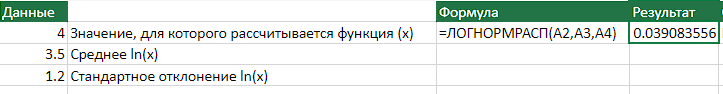 Данные Формула Результат
4 Значение, для которого рассчитывается функция (x) =ЛОГНОРМРАСП(A2,A3,A4) 0.039083556
3.5 Среднее ln(x)
1.2 Стандартное отклонение ln(x)